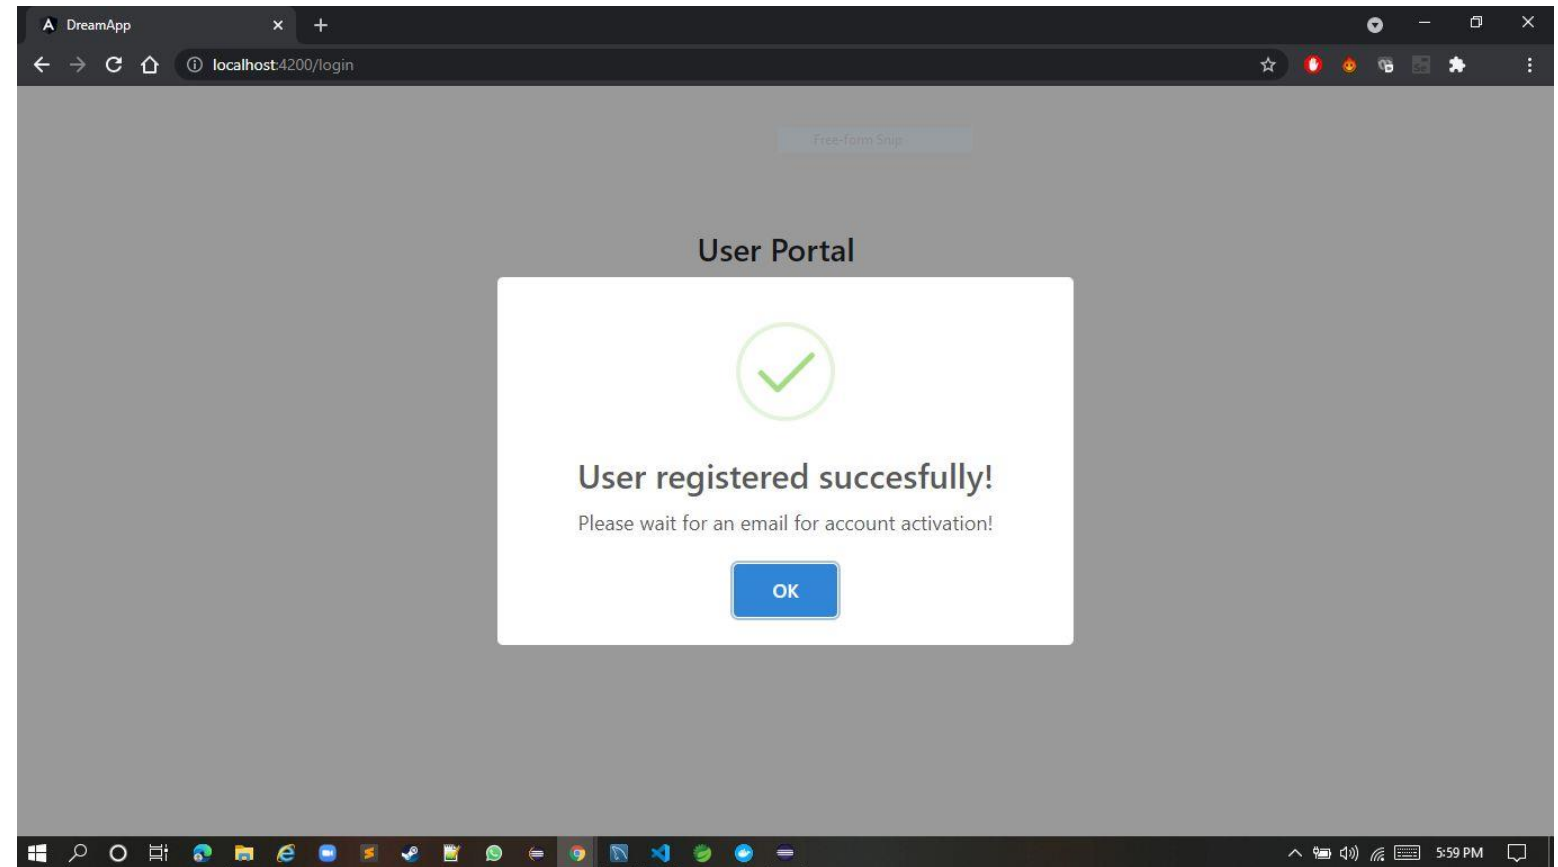 DreamApp
localhost:4200/login
Free-form Snip
User Portal
User registered succesfully!
Please wait for an email for account activation!
OK
5:59 PM